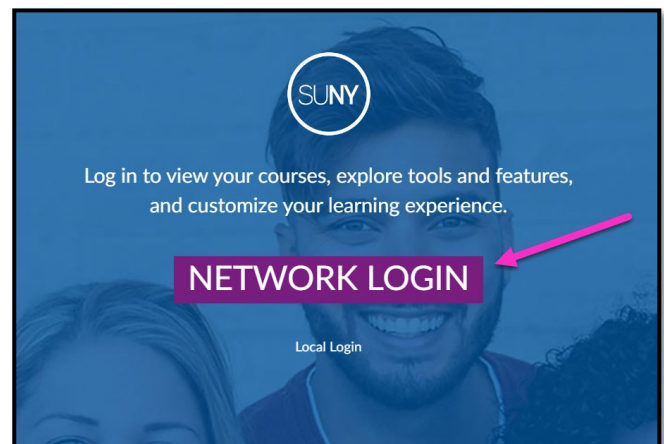 SUNY
Log in to view your courses, explore tools and features,
and customize your learning experience.
NETWORK LOGIN
Local Login